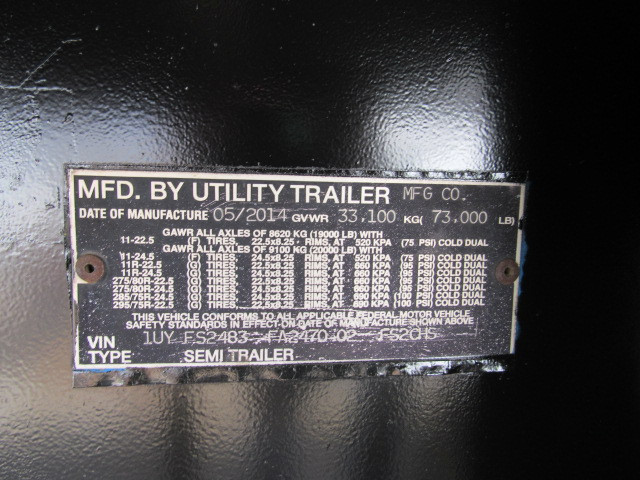 MFD. BY UTILITY TRAILER MFG CO.
DATE OF MANUFACTURE 05/2014 GVWR 33.100 KG( 73.000 LB)
GAWR ALL AXLES OF 8620 KG (19000 LB) WITH
11-22.5 (F) TIRES, 22.5x8.25 RIMS, AT 520 KPA (75 PSI) COLD DUAL
GAWR ALL AXLES OF 9100 KG (20000 LB) WITH
11-24.5 (F) TIRES, 24.5x8.25 RIMS, AT 520 KPA (75 PSI) COLD DUAL
11R-22.5 (G) TIRES, 22.5x8.25 RIMS, AT 660 KPA (95 PSI) COLD DUAL
11R-24.5 (G) TIRES, 24.5x8.25 RIMS, AT 660 KPA (95 PSI) COLD DUAL
275/80R-22.5 (G) TIRES, 22.5x8.25 RIMS, AT 660 KPA (95 PSI) COLD DUAL
275/80R-24.5 (G) TIRES, 24.5x8.25 RIMS, AT 660 KPA (95 PSI) COLD DUAL
285/75R-24.5 (G) TIRES, 24.5x8.25 RIMS, AT 690 KPA (100 PSI) COLD DUAL
295/75R-22.5 (G) TIRES, 22.5x8.25 RIMS, AT 690 KPA (100 PSI) COLD DUAL
THIS VEHICLE CONFORMS TO ALL APPLICABLE FEDERAL MOTOR VEHICLE
SAFETY STANDARDS IN EFFECT ON DATE OF MANUFACTURE SHOWN ABOVE
VIN 1UY FS2483 FA2470 02 FS2CHS
TYPE SEMI TRAILER